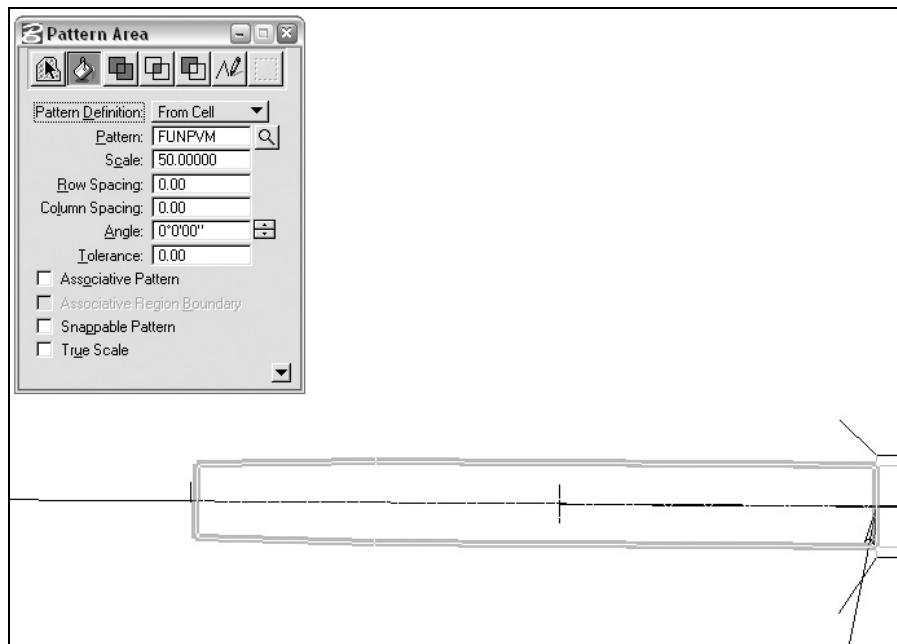 Pattern Area
Pattern Definition: From Cell
Pattern: FUNPVM
Scale: 50.00000
Row Spacing: 0.00
Column Spacing: 0.00
Angle: 0°0'00"
Tolerance: 0.00
Associative Pattern
Associative Region Boundary
Snappable Pattern
True Scale